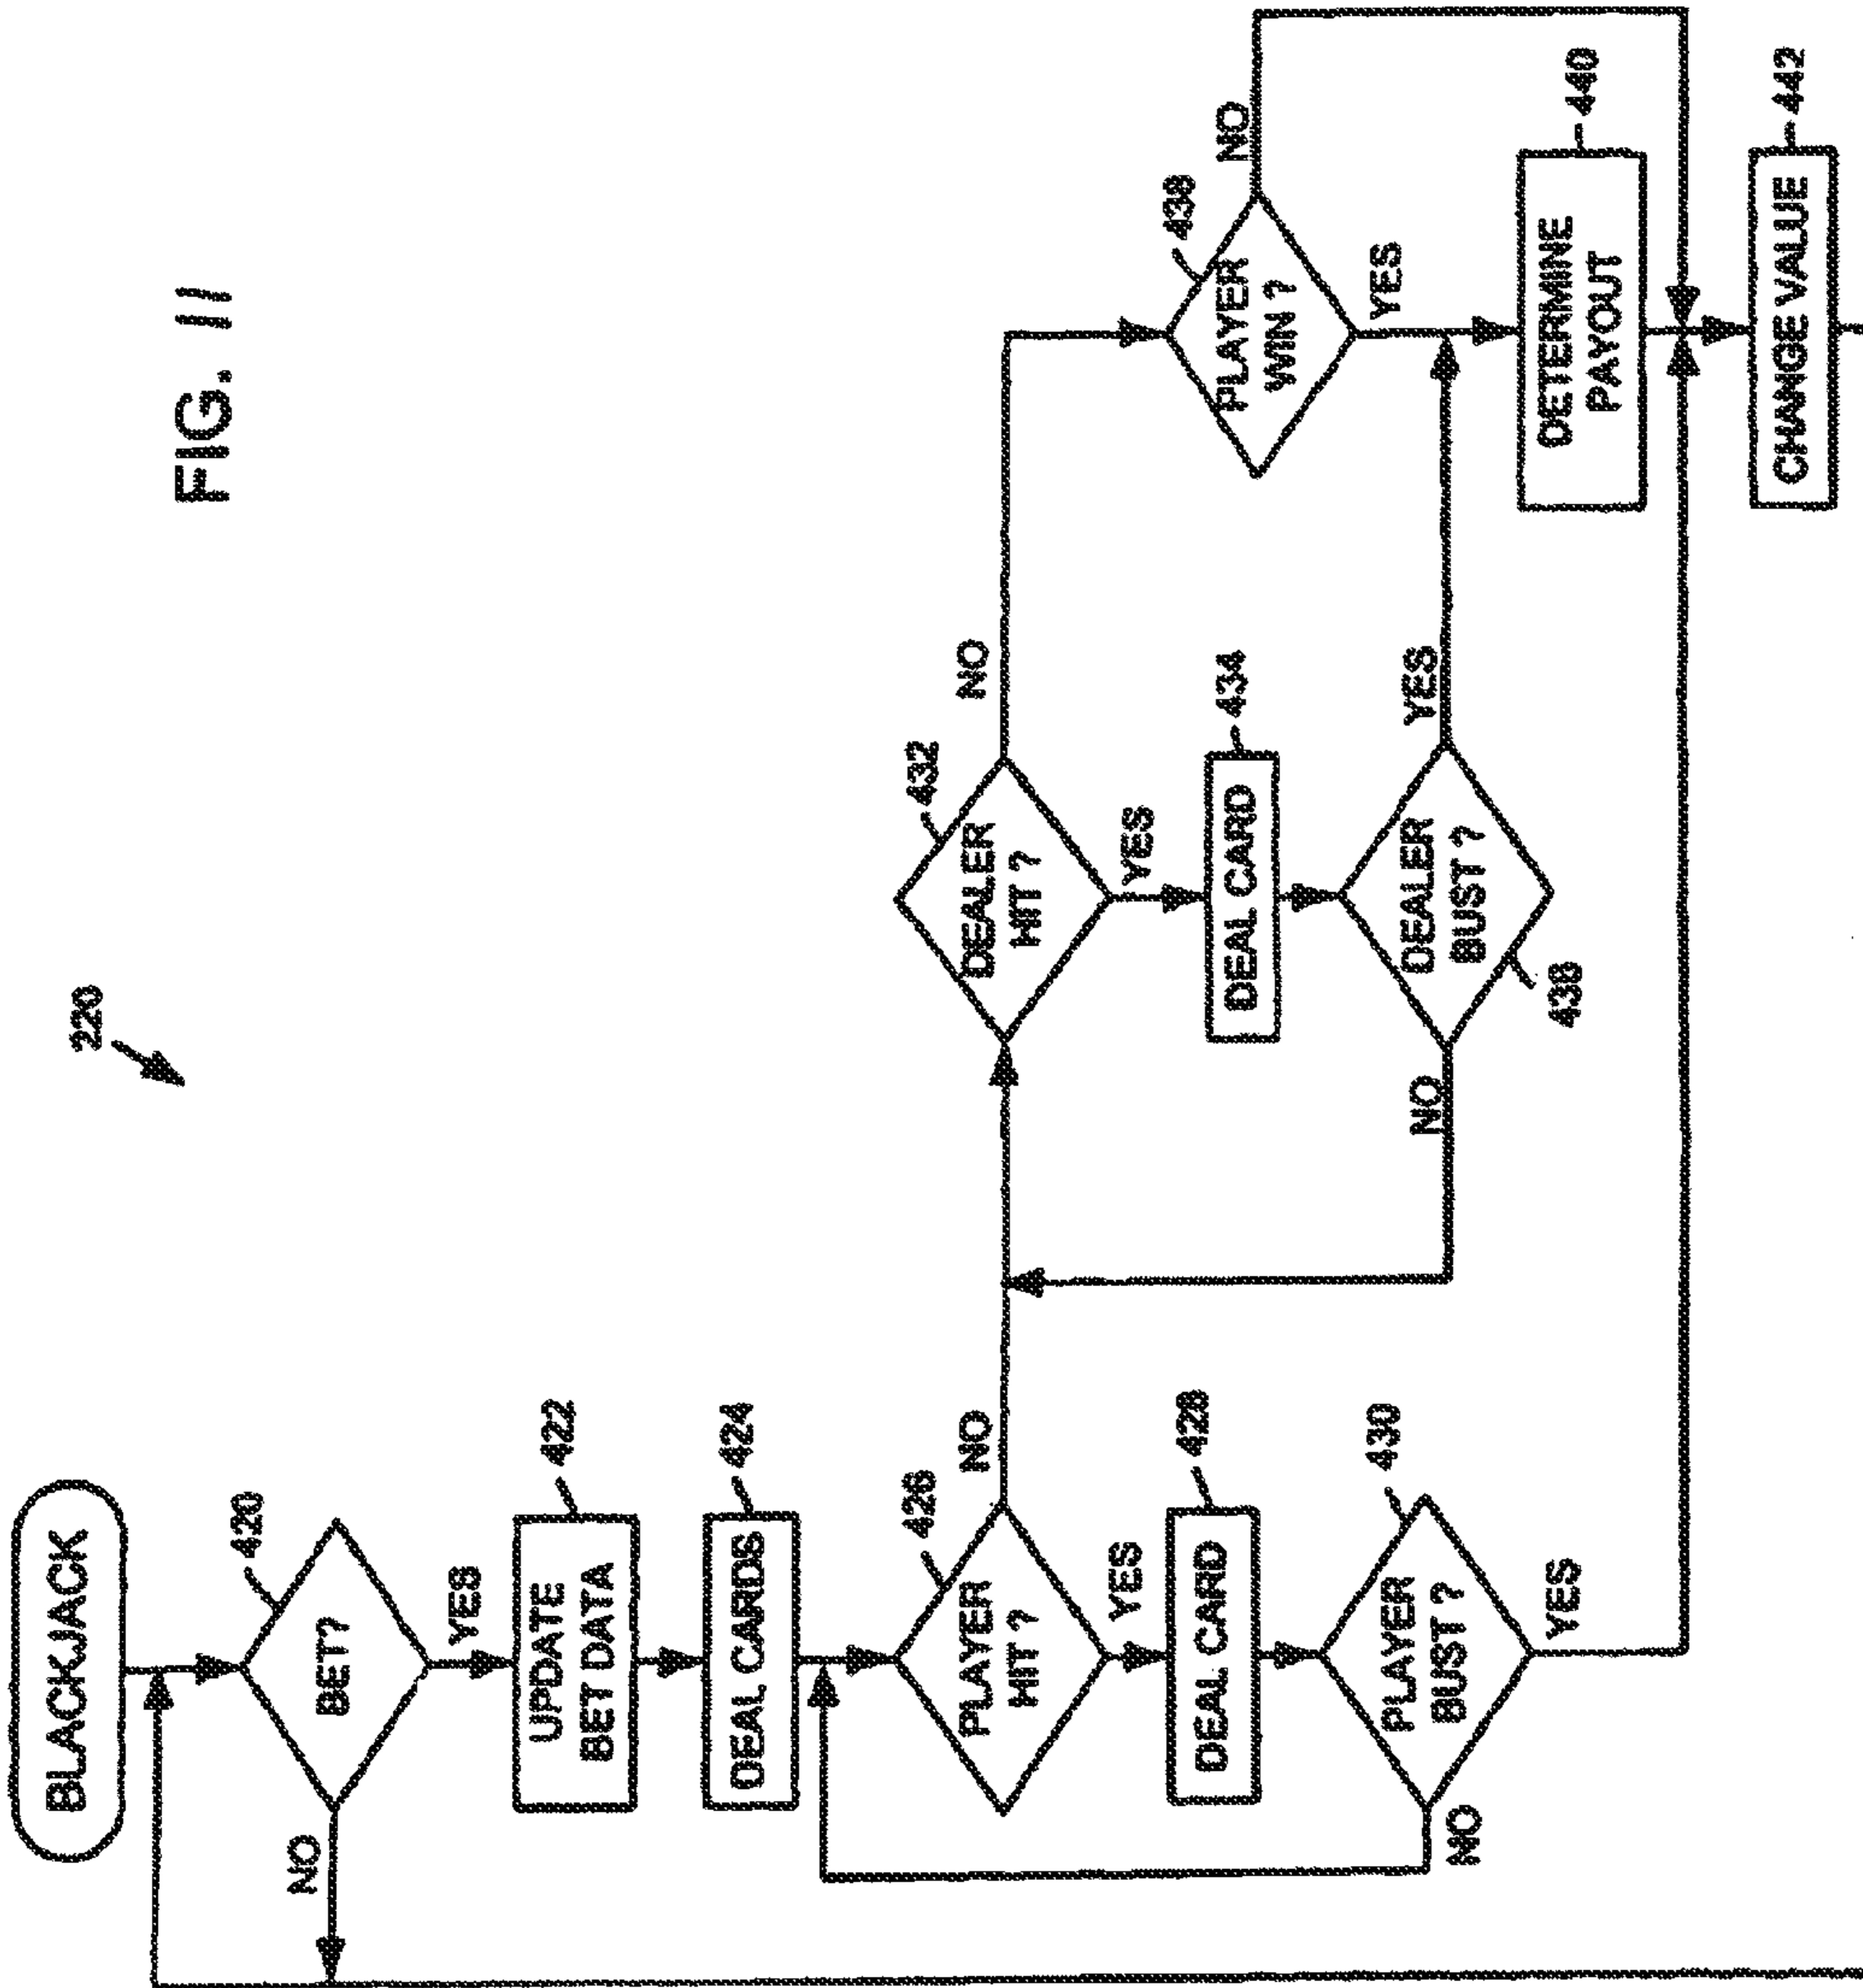 FIG. 11
220
BLACKJACK
420
BET?
NO
YES
422
UPDATE
BET DATA
424
DEAL CARDS
426
PLAYER
HIT ?
NO
YES
428
DEAL CARD
430
PLAYER
BUST ?
NO
YES
432
DEALER
HIT ?
NO
YES
434
DEAL CARD
DEALER
BUST ?
NO
YES
438
438
PLAYER
WIN ?
NO
YES
440
DETERMINE
PAYOUT
442
CHANGE VALUE